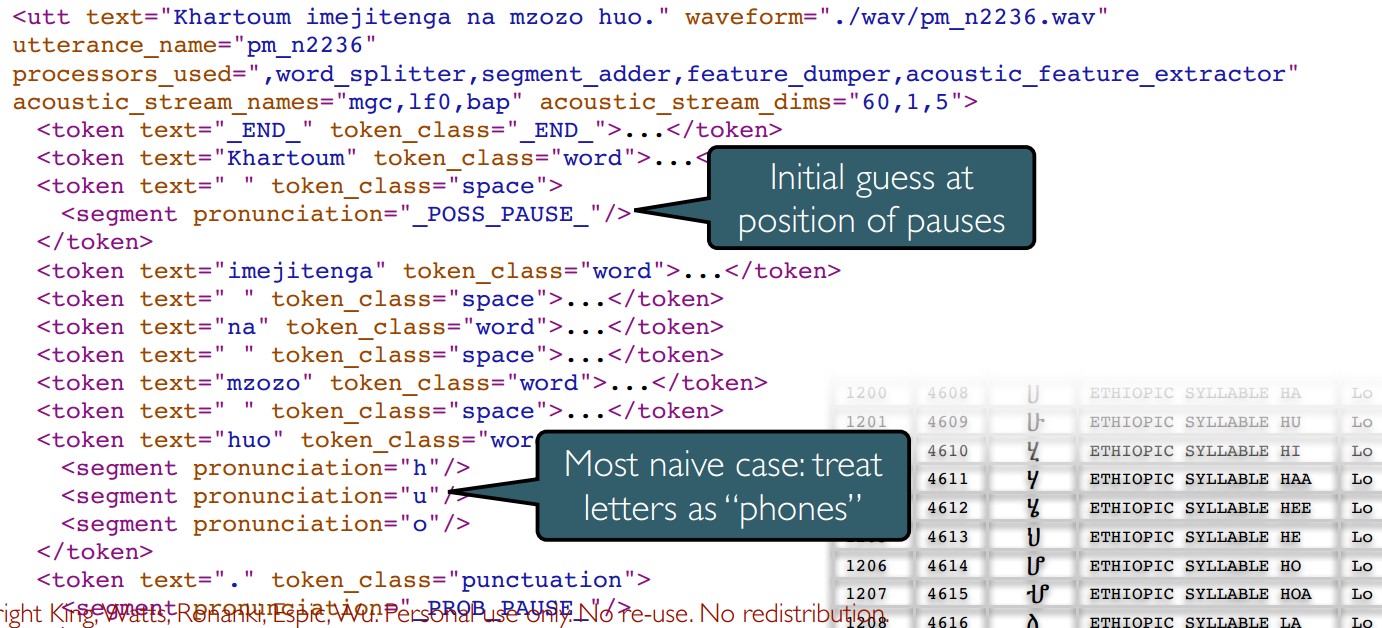 <utt text="Khartoum imejitenga na mzozo huo." waveform="./wav/pm_n2236.wav"
utterance_name="pm_n2236"
processors_used=",word_splitter,segment_adder,feature_dumper,acoustic_feature_extractor"
acoustic_stream_names="mgc,lf0,bap" acoustic_stream_dims="60,1,5">
<token text="_END_" token_class="_END_">...</token>
<token text="Khartoum" token_class="word">...<
<token text=" " token_class="space">
<segment pronunciation="_POSS_PAUSE_"/>
</token>
Initial guess at
position of pauses
<token text="imejitenga" token_class="word">...</token>
<token text=" " token_class="space">...</token>
<token text="na" token_class="word">...</token>
<token text=" " token_class="space">...</token>
<token text="mzozo" token_class="word">...</token>
<token text=" " token_class="space">...</token>
<token text="huo" token_class="wor
<segment pronunciation="h"/>
<segment pronunciation="u"/
<segment pronunciation="o"/>
</token>
Most naive case: treat
letters as “phones”
<token text="." token_class="punctuation">
<segment pronunciation="_PROB_PAUSE_"/>
right King, Watts, Ronanki, Espic, Wu. Personal use only. No re-use. No redistribution.
1200 4608 ሀ ETHIOPIC SYLLABLE HA Lo
1201 4609 ሁ ETHIOPIC SYLLABLE HU Lo
4610 ሂ ETHIOPIC SYLLABLE HI Lo
4611 ሃ ETHIOPIC SYLLABLE HAA Lo
4612 ሄ ETHIOPIC SYLLABLE HEE Lo
4613 ህ ETHIOPIC SYLLABLE HE Lo
1206 4614 ሆ ETHIOPIC SYLLABLE HO Lo
1207 4615 ሇ ETHIOPIC SYLLABLE HOA Lo
1208 4616 ለ ETHIOPIC SYLLABLE LA Lo